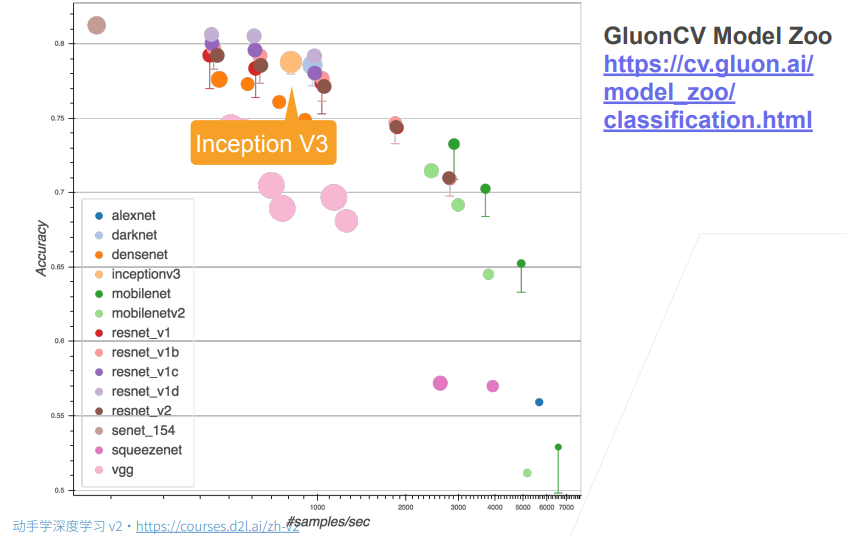 GluonCV Model Zoo
https://cv.gluon.ai/
model_zoo/
classification.html
Inception V3
Accuracy
0.8
0.75
0.7
0.65
0.6
0.55
0.5
alexnet
darknet
densenet
inceptionv3
mobilenet
mobilenetv2
resnet_v1
resnet_v1b
resnet_v1c
resnet_v1d
resnet_v2
senet_154
squeezenet
vgg
1000 2000 3000 4000 5000 6000 7000
#samples/sec
动手学深度学习 v2 · https://courses.d2l.ai/zh-v2